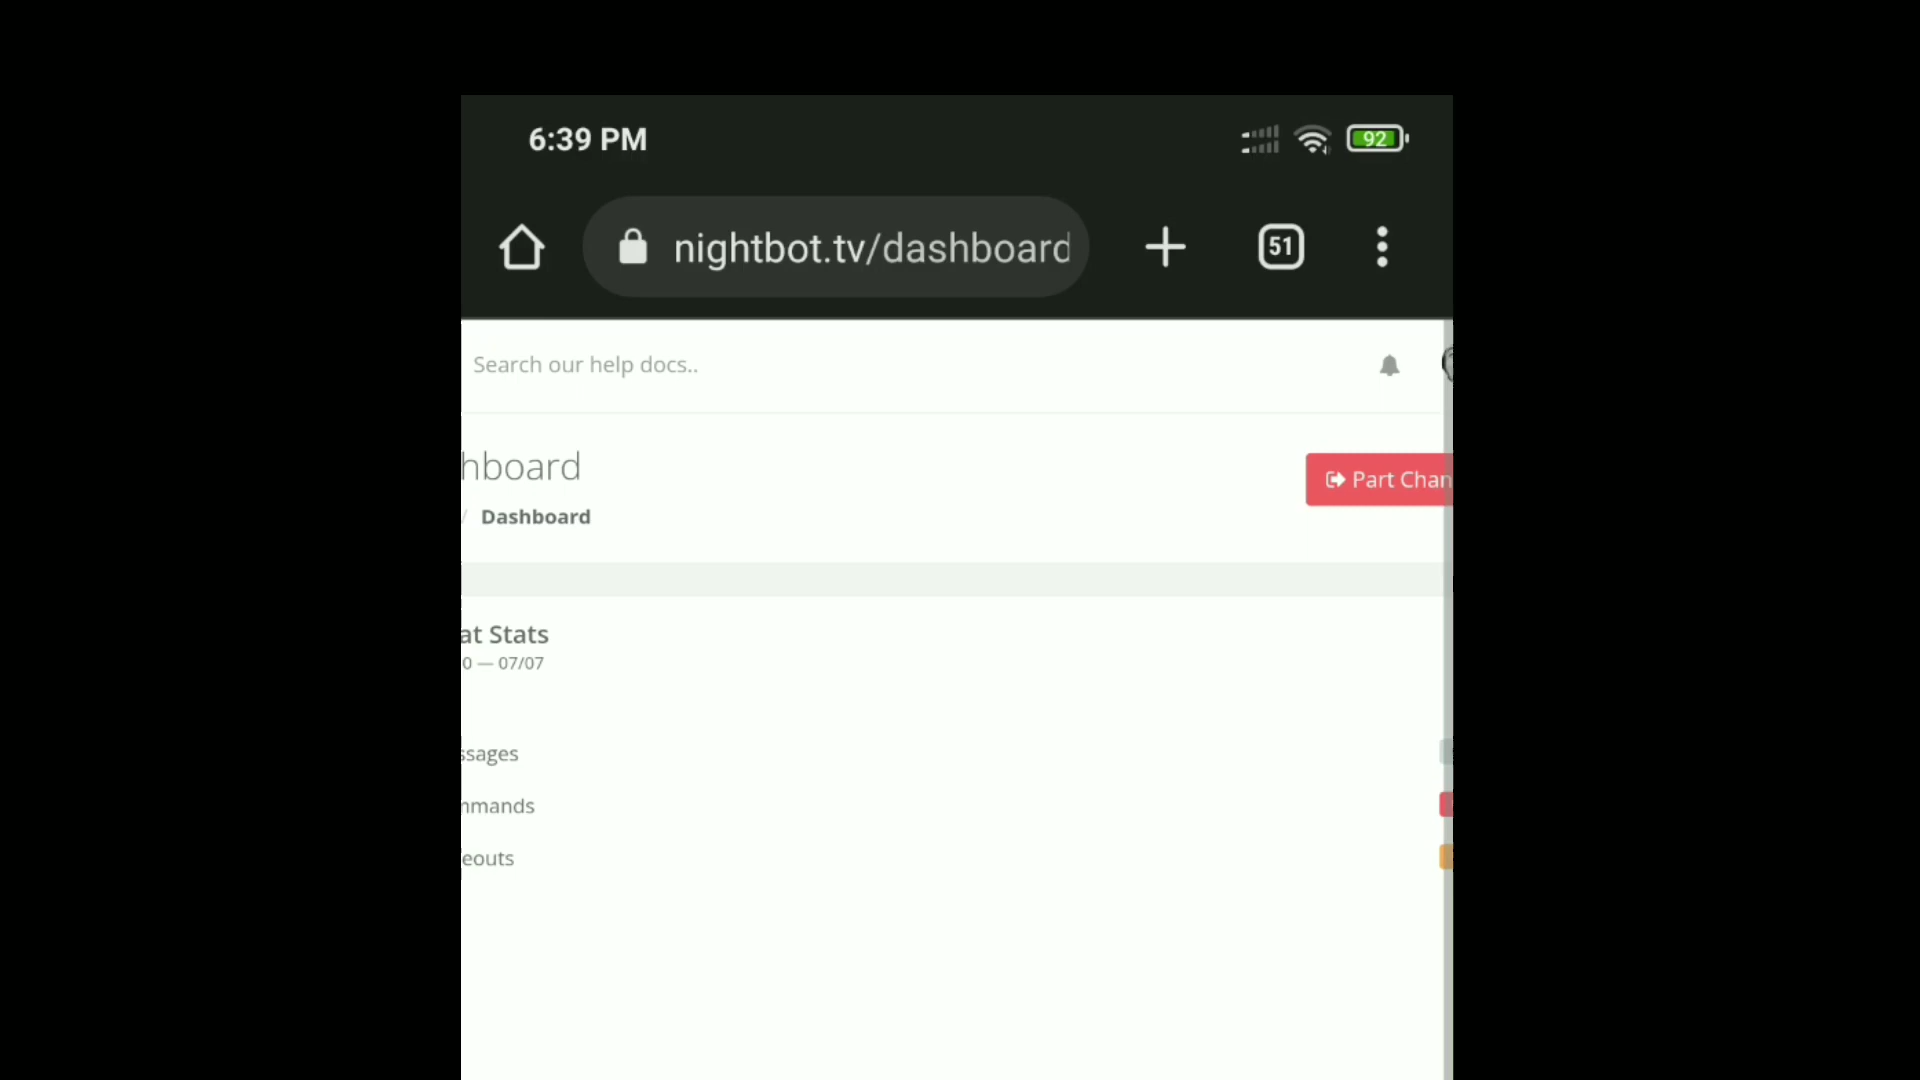 6:39 PM
92
nightbot.tv/dashboard
51
Search our help docs..
hboard
Part Chan
/ Dashboard
at Stats
0 — 07/07
ssages
mmands
eouts